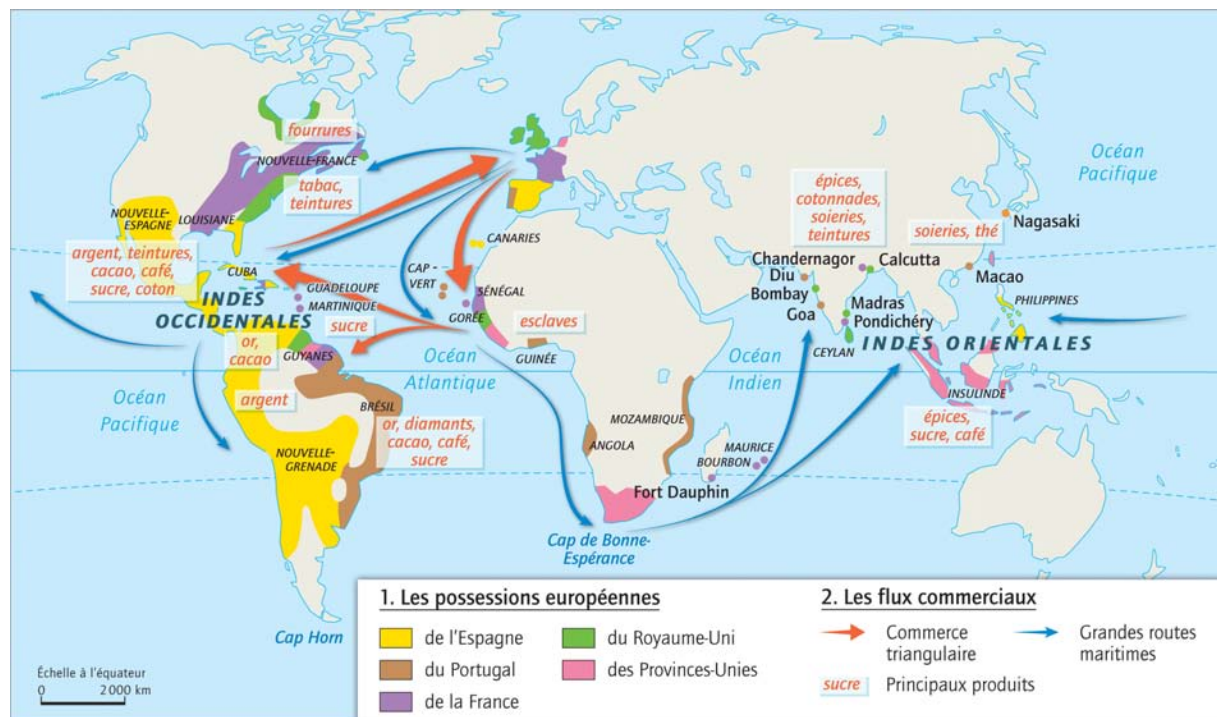 fourrures
NOUVELLE-FRANCE
tabac,
teintures
NOUVELLE-
ESPAGNE
LOUISIANE
argent, teintures,
cacao, café,
sucre, coton
CUBA
GUADELOUPE
MARTINIQUE
INDES
OCCIDENTALES
sucre
or,
cacao
GUYANES
argent
BRÉSIL
or, diamants,
cacao, café,
sucre
NOUVELLE-
GRENADE
Océan
Pacifique
Cap Horn
Océan
Atlantique
CANARIES
CAP -
VERT
SÉNÉGAL
GORÉE
esclaves
GUINÉE
ANGOLA
MOZAMBIQUE
MAURICE
BOURBON
Fort Dauphin
Cap de Bonne-
Espérance
Océan
Indien
épices,
cotonnades,
soieries,
teintures
Chandernagor
Calcutta
Diu
Bombay
Goa
Madras
Pondichéry
CEYLAN
INDES ORIENTALES
soieries, thé
Nagasaki
Macao
PHILIPPINES
INSULINDE
épices,
sucre, café
Océan
Pacifique
Échelle à l'équateur
0 2 000 km
1. Les possessions européennes
de l'Espagne
du Portugal
de la France
du Royaume-Uni
des Provinces-Unies
2. Les flux commerciaux
Commerce
triangulaire
Grandes routes
maritimes
sucre Principaux produits